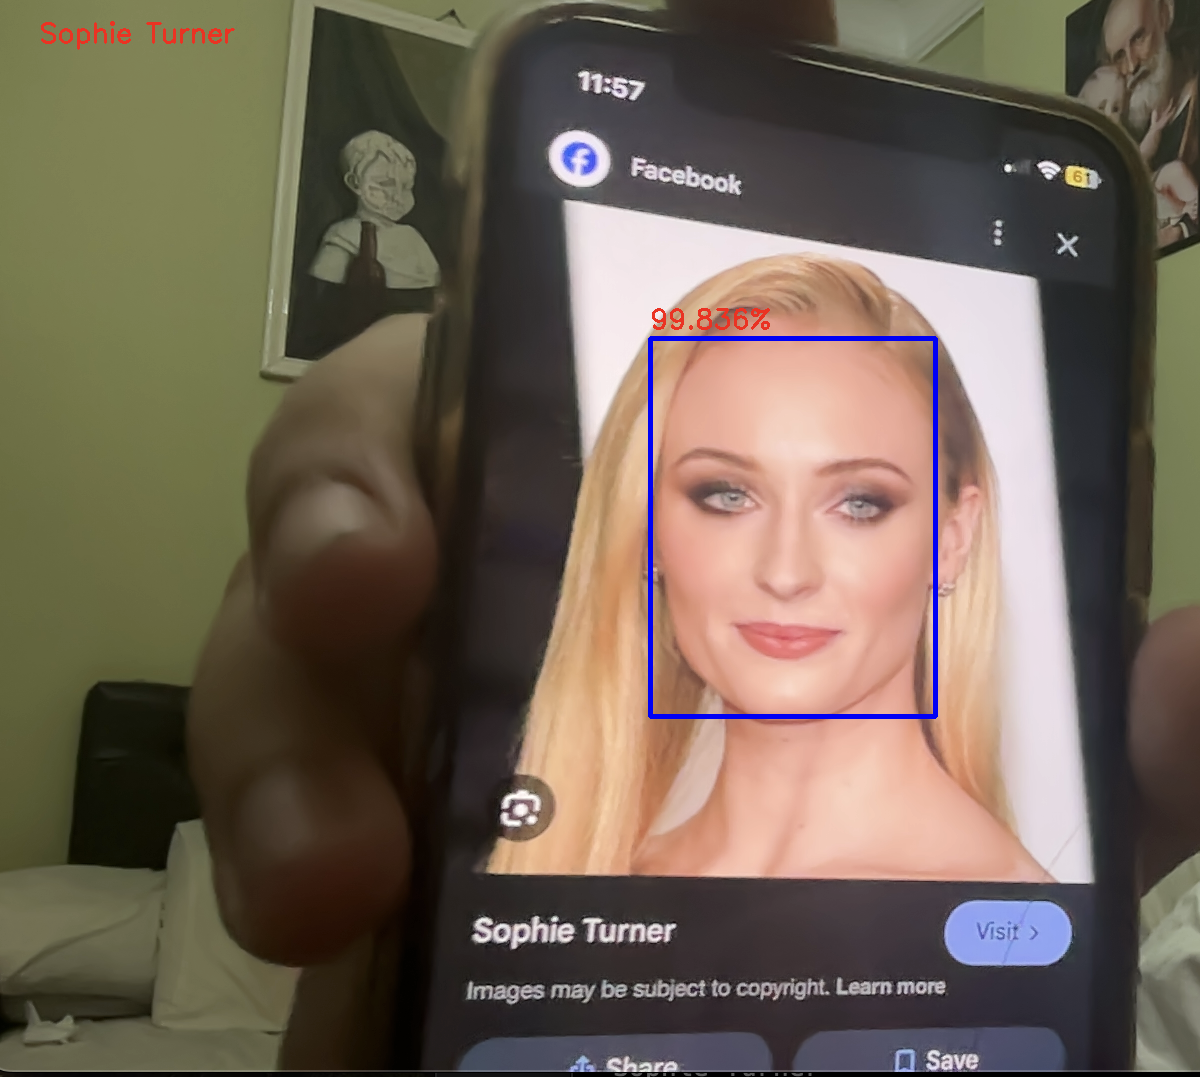 Sophie Turner
11:57
Facebook
61
99.836%
Sophie Turner
Visit >
Images may be subject to copyright. Learn more
Share
Save